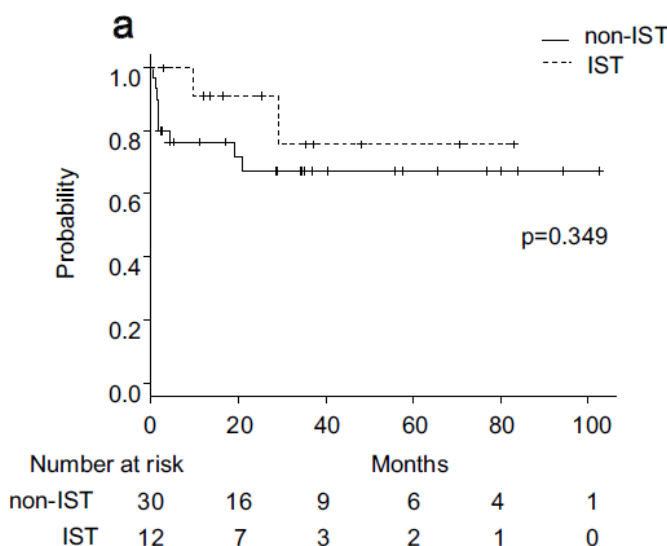 a
non-IST
IST
1.0
0.8
0.6
0.4
0.2
0.0
Probability
p=0.349
0 20 40 60 80 100
Number at risk Months
non-IST 30 16 9 6 4 1
IST 12 7 3 2 1 0